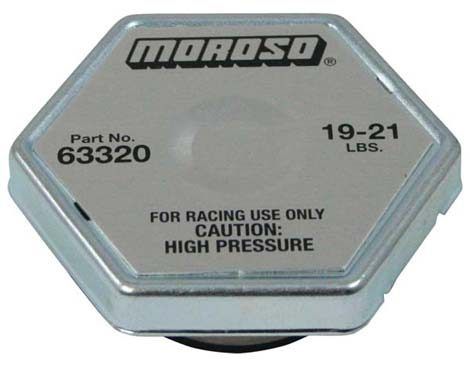 MOROSO®
Part No.
63320
19-21
LBS.
FOR RACING USE ONLY
CAUTION:
HIGH PRESSURE